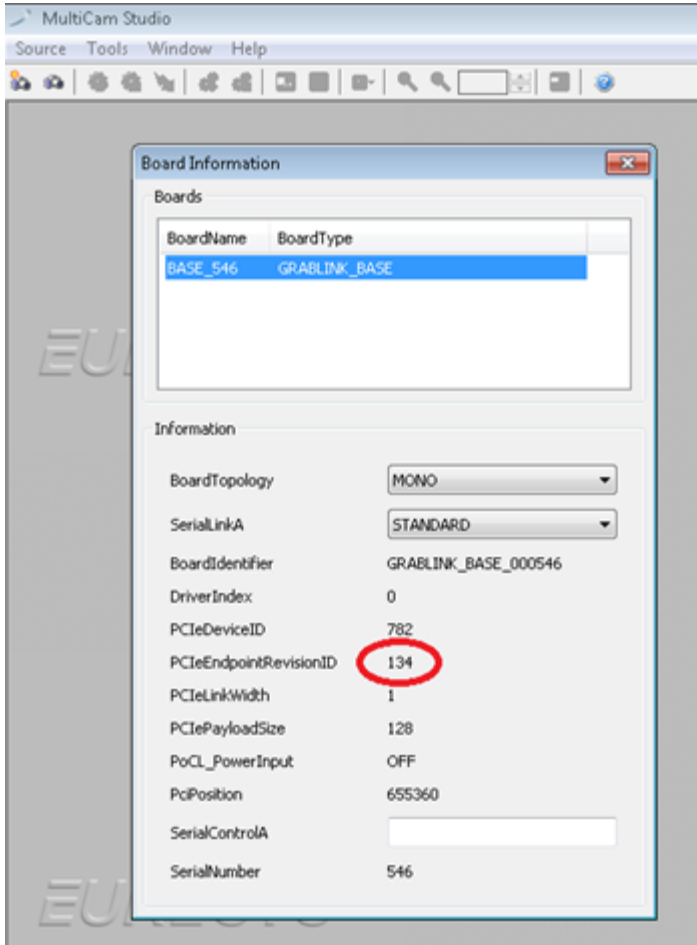 MultiCam Studio
Source Tools Window Help
Board Information
Boards
BoardName BoardType
BASE_546 GRABLINK_BASE
Information
BoardTopology MONO
SerialLinkA STANDARD
BoardIdentifier GRABLINK_BASE_000546
DriverIndex 0
PCIeDeviceID 782
PCIeEndpointRevisionID 134
PCIeLinkWidth 1
PCIePayloadSize 128
PoCL_PowerInput OFF
PciPosition 655360
SerialControlA
SerialNumber 546